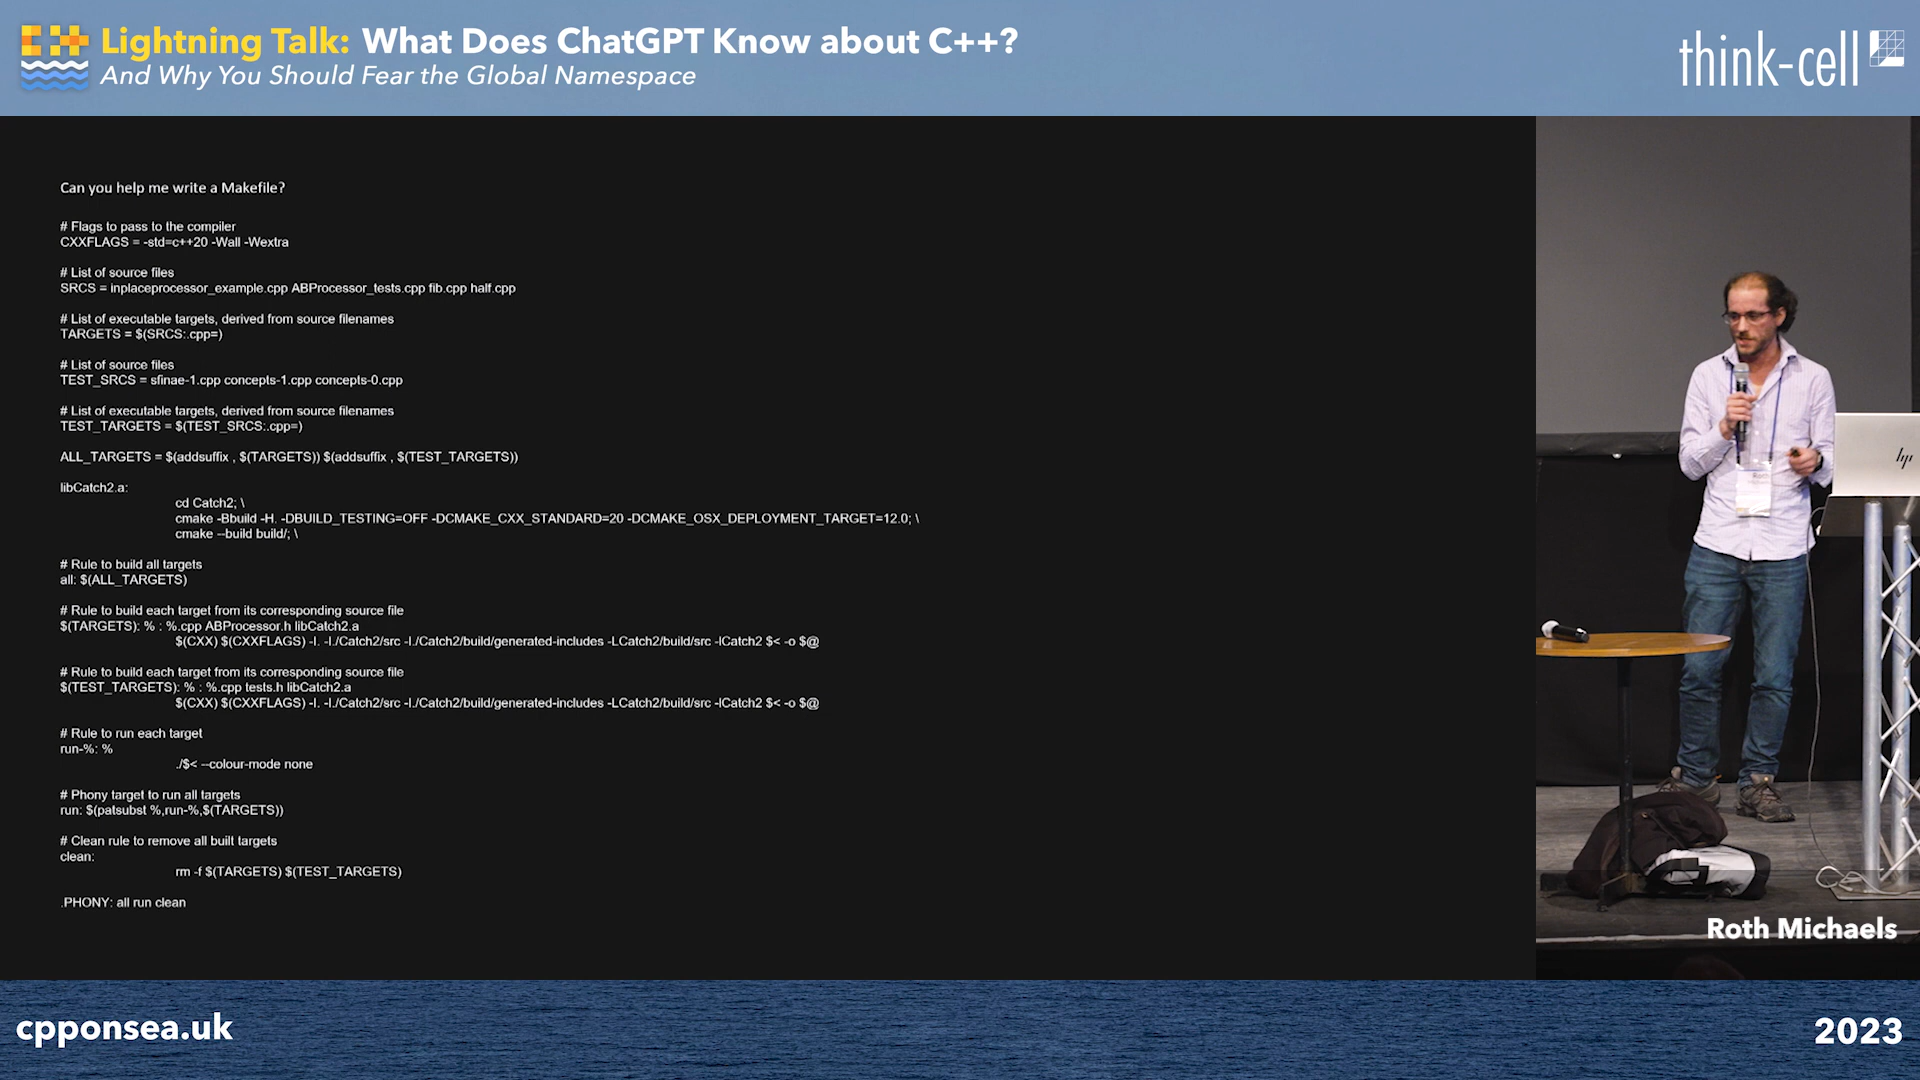 Lightning Talk: What Does ChatGPT Know about C++?
And Why You Should Fear the Global Namespace
think-cell
Can you help me write a Makefile?
# Flags to pass to the compiler
CXXFLAGS = -std=c++20 -Wall -Wextra
# List of source files
SRCS = inplaceprocessor_example.cpp ABProcessor_tests.cpp fib.cpp half.cpp
# List of executable targets, derived from source filenames
TARGETS = $(SRCS:.cpp=)
# List of source files
TEST_SRCS = sfinae-1.cpp concepts-1.cpp concepts-0.cpp
# List of executable targets, derived from source filenames
TEST_TARGETS = $(TEST_SRCS:.cpp=)
ALL_TARGETS = $(addsuffix , $(TARGETS)) $(addsuffix , $(TEST_TARGETS))
libCatch2.a:
cd Catch2; \
cmake -Bbuild -H. -DBUILD_TESTING=OFF -DCMAKE_CXX_STANDARD=20 -DCMAKE_OSX_DEPLOYMENT_TARGET=12.0; \
cmake --build build/; \
# Rule to build all targets
all: $(ALL_TARGETS)
# Rule to build each target from its corresponding source file
$(TARGETS): % : %.cpp ABProcessor.h libCatch2.a
$(CXX) $(CXXFLAGS) -I. -I./Catch2/src -I./Catch2/build/generated-includes -LCatch2/build/src -lCatch2 $< -o $@
# Rule to build each target from its corresponding source file
$(TEST_TARGETS): % : %.cpp tests.h libCatch2.a
$(CXX) $(CXXFLAGS) -I. -I./Catch2/src -I./Catch2/build/generated-includes -LCatch2/build/src -lCatch2 $< -o $@
# Rule to run each target
run-%: %
./$< --colour-mode none
# Phony target to run all targets
run: $(patsubst %,run-%,$(TARGETS))
# Clean rule to remove all built targets
clean:
rm -f $(TARGETS) $(TEST_TARGETS)
.PHONY: all run clean
hp
Roth Michaels
cpponsea.uk
2023